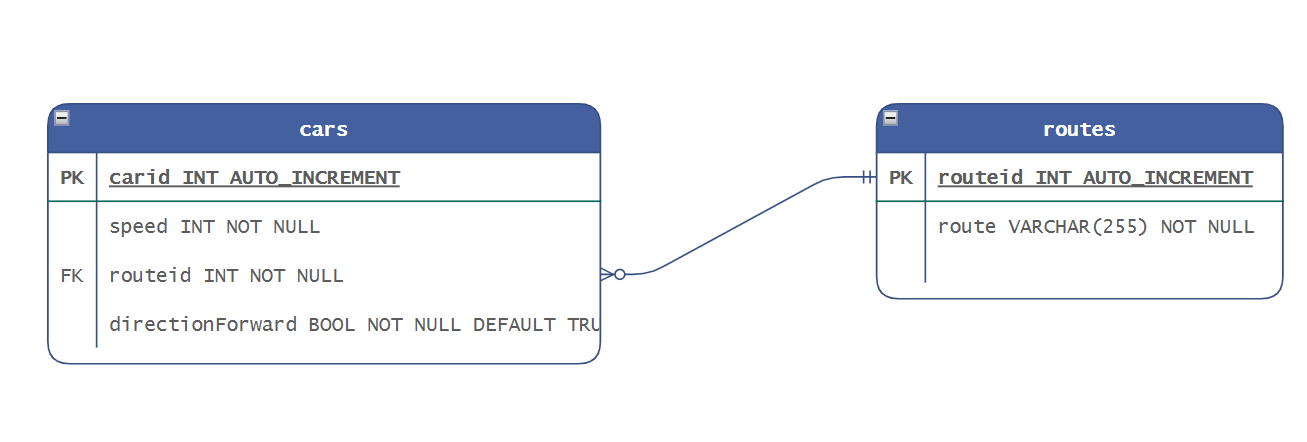 cars
PK carid INT AUTO_INCREMENT
speed INT NOT NULL
FK routeid INT NOT NULL
directionForward BOOL NOT NULL DEFAULT TRU
routes
PK routeid INT AUTO_INCREMENT
route VARCHAR(255) NOT NULL